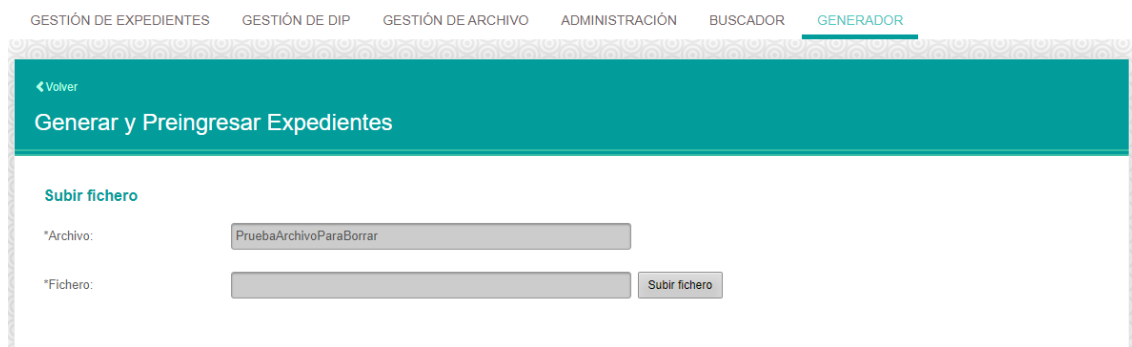 GESTIÓN DE EXPEDIENTES GESTIÓN DE DIP GESTIÓN DE ARCHIVO ADMINISTRACIÓN BUSCADOR GENERADOR
Volver
Generar y Preingresar Expedientes
Subir fichero
*Archivo: PruebaArchivoParaBorrar
*Fichero: Subir fichero